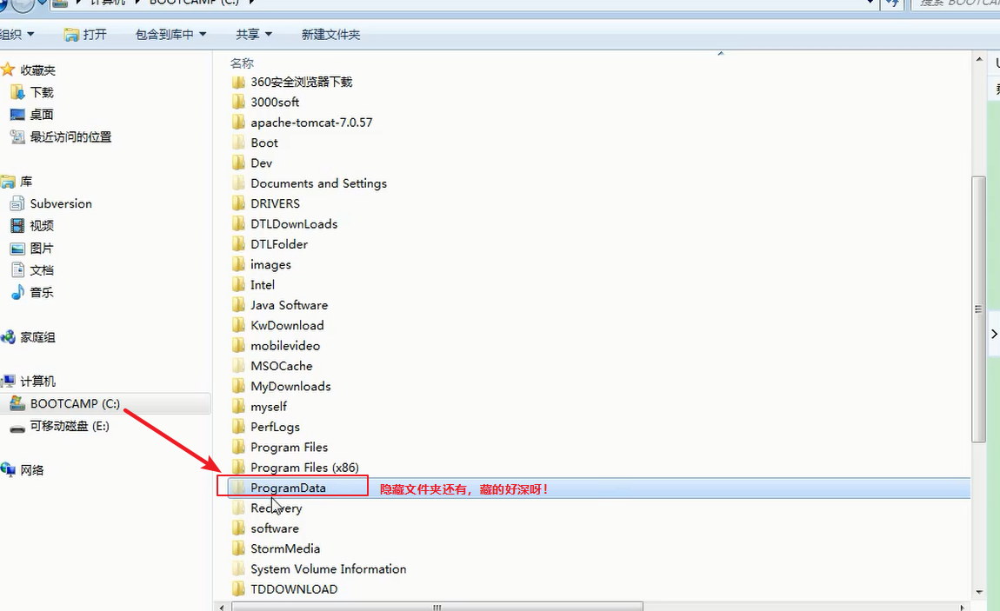 计算机 BOOTCAMP (C:) 搜索 BOOTCA
组织 打开 包含到库中 共享 新建文件夹
收藏夹
下载
桌面
最近访问的位置
库
Subversion
视频
图片
文档
音乐
家庭组
计算机
BOOTCAMP (C:)
可移动磁盘 (E:)
网络
名称
360安全浏览器下载
3000soft
apache-tomcat-7.0.57
Boot
Dev
Documents and Settings
DRIVERS
DTLDownLoads
DTLFolder
images
Intel
Java Software
KwDownload
mobilevideo
MSOCache
MyDownloads
myself
PerfLogs
Program Files
Program Files (x86)
ProgramData 隐藏文件夹还有，藏的好深呀！
Recovery
software
StormMedia
System Volume Information
TDDOWNLOAD